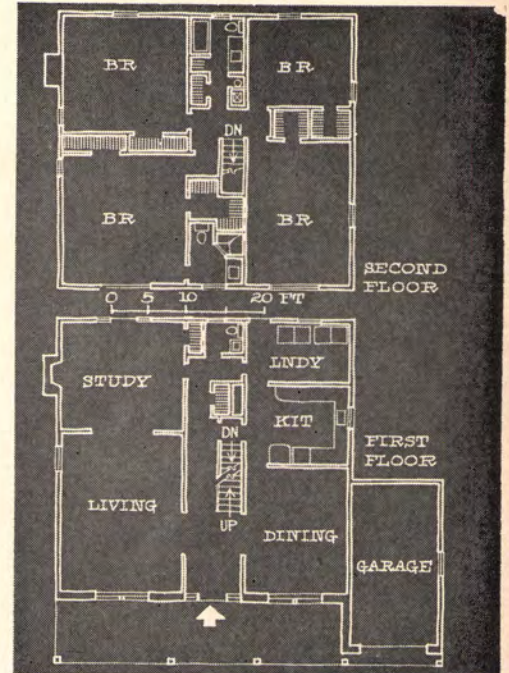 BR
BR
DN
BR
BR
SECOND
FLOOR
0 5 10 20 FT
STUDY
LNDY
KIT
DN
FIRST
FLOOR
LIVING
UP
DINING
GARAGE